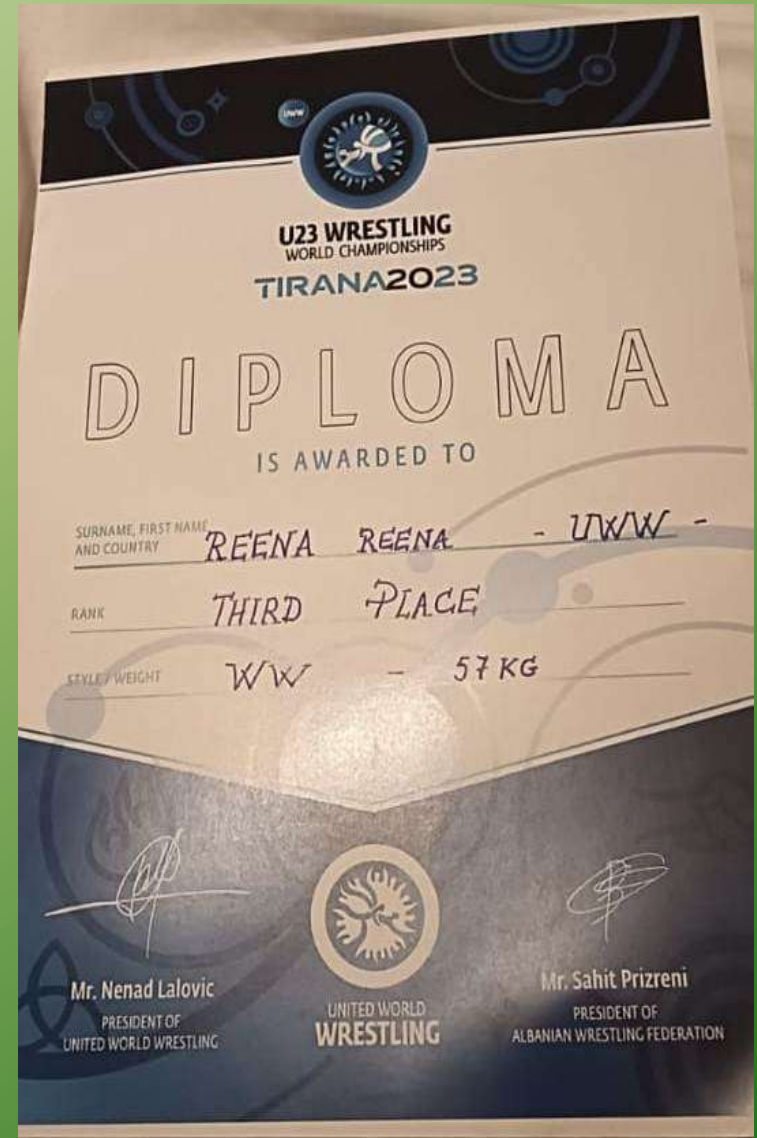 UWW
U23 WRESTLING
WORLD CHAMPIONSHIPS
TIRANA2023
DIPLOMA
IS AWARDED TO
SURNAME, FIRST NAME
AND COUNTRY REENA REENA - UWW -
RANK THIRD PLACE
STYLE / WEIGHT WW - 57 KG
Mr. Nenad Lalovic
PRESIDENT OF
UNITED WORLD WRESTLING
UNITED WORLD
WRESTLING
Mr. Sahit Prizreni
PRESIDENT OF
ALBANIAN WRESTLING FEDERATION